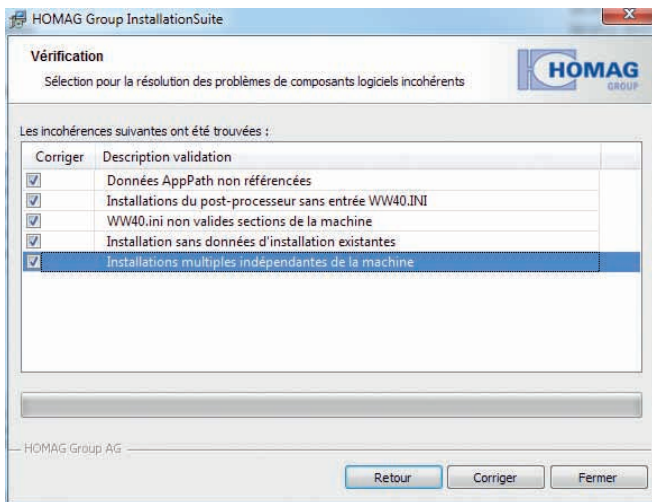 HOMAG Group InstallationSuite
Vérification
Sélection pour la résolution des problèmes de composants logiciels incohérents
HOMAG
GROUP
Les incohérences suivantes ont été trouvées :
Corriger Description validation
Données AppPath non référencées
Installations du post-processeur sans entrée WW40.INI
WW40.ini non valides sections de la machine
Installation sans données d'installation existantes
Installations multiples indépendantes de la machine
HOMAG Group AG
Retour Corriger Fermer